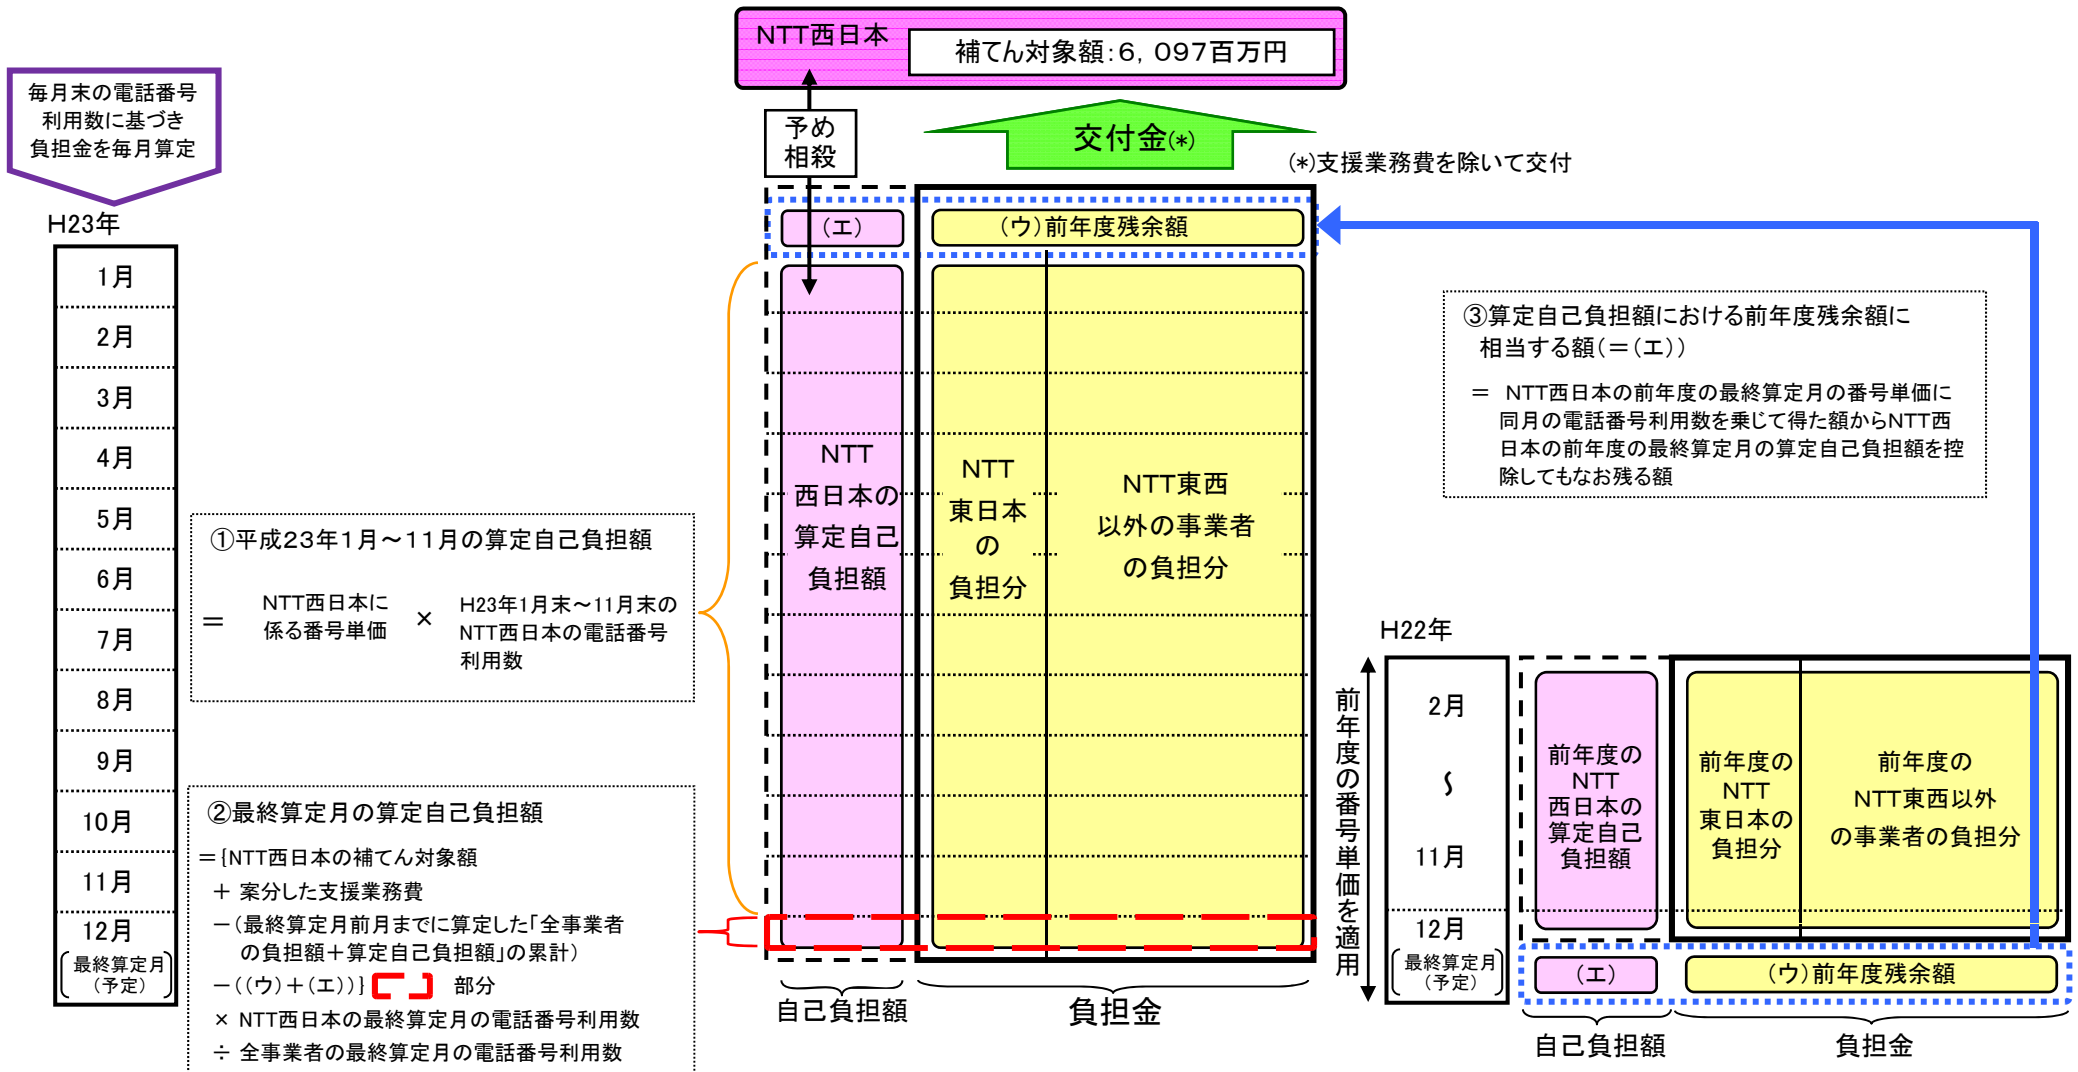 NTT西日本
補てん対象額：6，097百万円
毎月末の電話番号
利用数に基づき
負担金を毎月算定
予め
相殺
交付金(*)
(*)支援業務費を除いて交付
H23年
1月
2月
3月
4月
5月
6月
7月
8月
9月
10月
11月
12月
最終算定月
（予定）
①平成23年1月～11月の算定自己負担額
＝
NTT西日本に
係る番号単価
×
H23年1月末～11月末の
NTT西日本の電話番号
利用数
②最終算定月の算定自己負担額
＝{NTT西日本の補てん対象額
＋ 案分した支援業務費
－（最終算定月前月までに算定した「全事業者
の負担額＋算定自己負担額」の累計）
－（（ウ）＋（エ））} 部分
× NTT西日本の最終算定月の電話番号利用数
÷ 全事業者の最終算定月の電話番号利用数
（エ）
（ウ）前年度残余額
NTT
西日本の
算定自己
負担額
NTT
東日本
の
負担分
NTT東西
以外の事業者
の負担分
自己負担額
負担金
③算定自己負担額における前年度残余額に
相当する額（＝（エ））
＝ NTT西日本の前年度の最終算定月の番号単価に
同月の電話番号利用数を乗じて得た額からNTT西
日本の前年度の最終算定月の算定自己負担額を控
除してもなお残る額
前年度の番号単価を適用
H22年
2月
～
11月
12月
最終算定月
（予定）
前年度の
NTT
西日本の
算定自己
負担額
前年度の
NTT
東日本の
負担分
前年度の
NTT東西以外
の事業者の負担分
（エ）
（ウ）前年度残余額
自己負担額
負担金